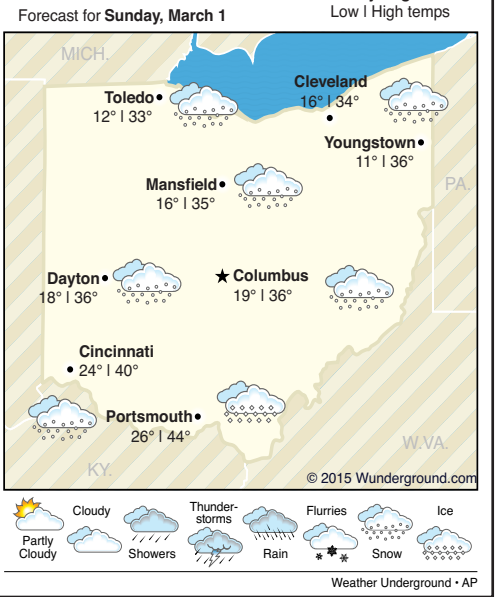 Forecast for Sunday, March 1
Low | High temps
MICH.
Cleveland
16° | 34°
Toledo
12° | 33°
Youngstown
11° | 36°
Mansfield
16° | 35°
PA.
Dayton
18° | 36°
Columbus
19° | 36°
Cincinnati
24° | 40°
Portsmouth
26° | 44°
W.VA.
KY.
© 2015 Wunderground.com
Partly
Cloudy
Cloudy
Showers
Thunder-
storms
Rain
Flurries
Snow
Ice
Weather Underground • AP